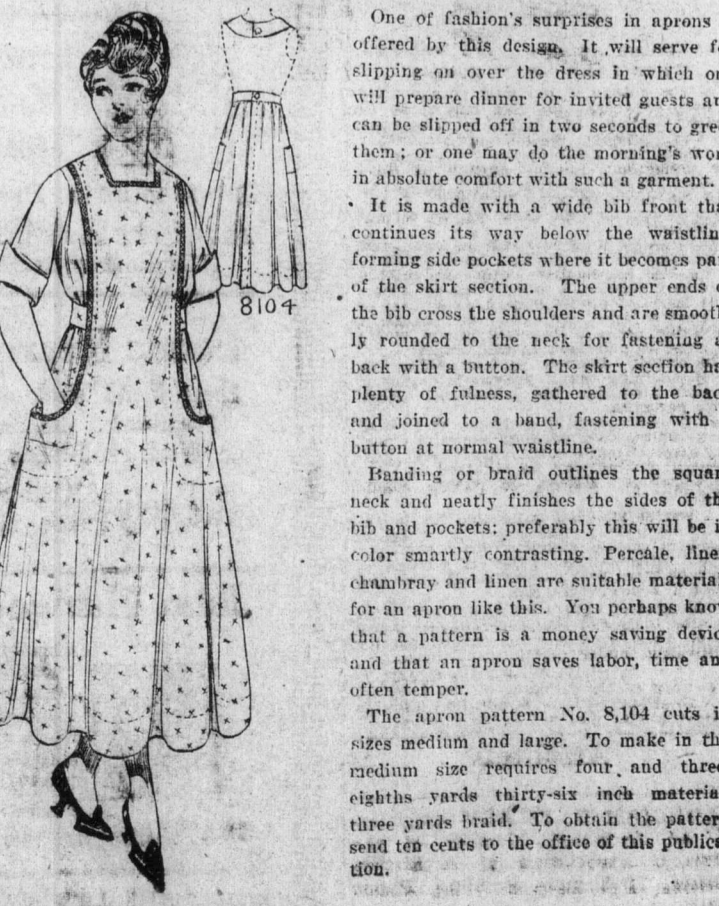 8104
One of fashion's surprises in aprons
offered by this design. It will serve f
slipping on over the dress in which on
will prepare dinner for invited guests an
can be slipped off in two seconds to gree
them; or one may do the morning's wor
in absolute comfort with such a garment.
It is made with a wide bib front tha
continues its way below the waistlin
forming side pockets where it becomes pa
of the skirt section. The upper ends o
the bib cross the shoulders and are smooth
ly rounded to the neck for fastening a
back with a button. The skirt section ha
plenty of fulness, gathered to the bac
and joined to a band, fastening with
button at normal waistline.
Banding or braid outlines the squar
neck and neatly finishes the sides of th
bib and pockets; preferably this will be i
color smartly contrasting. Percale, line
chambray and linen are suitable material
for an apron like this. You perhaps know
that a pattern is a money saving devic
and that an apron saves labor, time an
often temper.
The apron pattern No. 8,104 cuts i
sizes medium and large. To make in th
medium size requires four and three
eighths yards thirty-six inch materia
three yards braid. To obtain the patter
send ten cents to the office of this publica
tion.